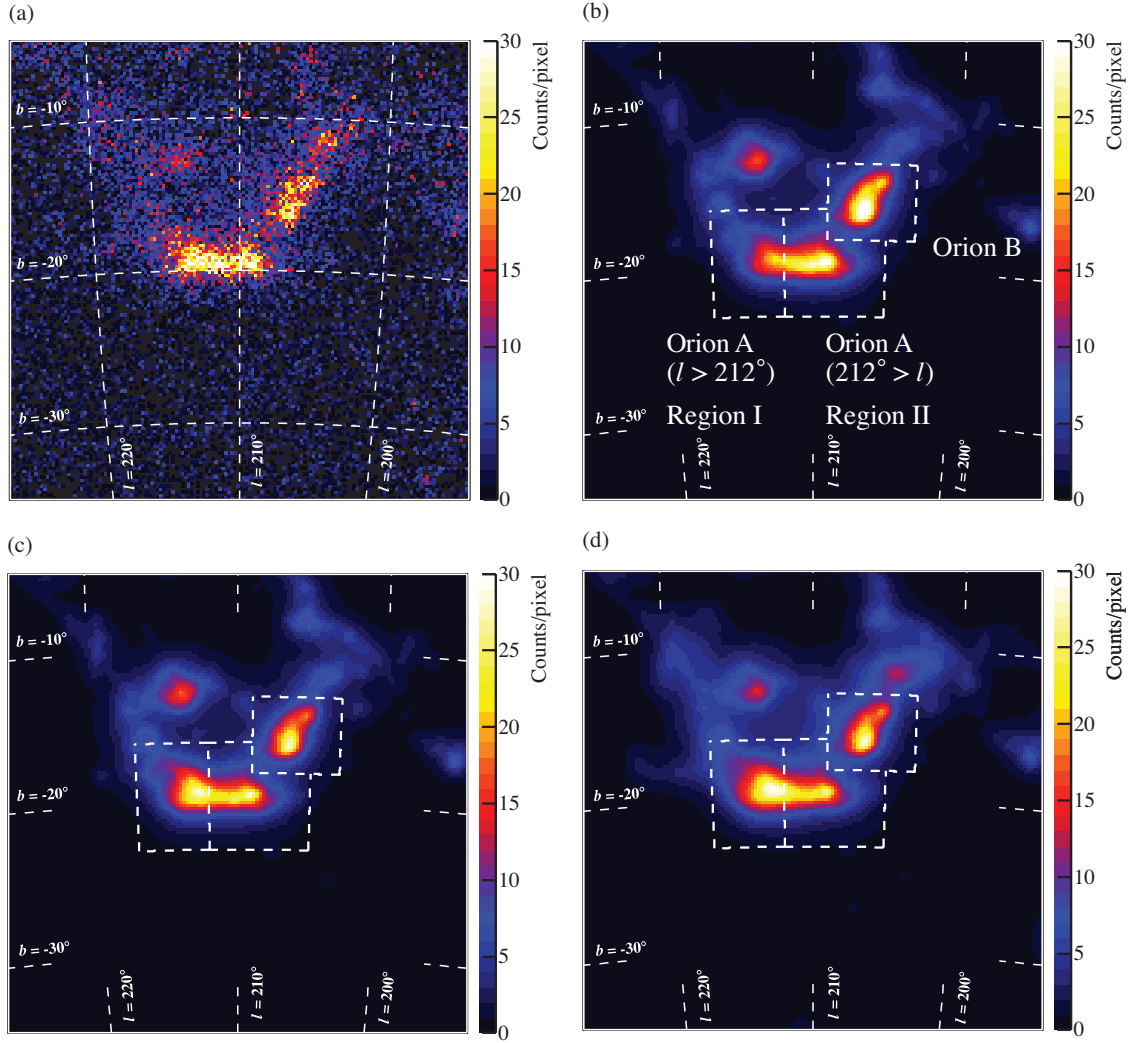 (a)
30
25
20
15
10
5
0
Counts/pixel
b = -10°
b = -20°
b = -30°
l = 220°
l = 210°
l = 200°
(b)
30
25
20
15
10
5
0
Counts/pixel
b = -10°
b = -20°
b = -30°
Orion B
Orion A
(l > 212°)
Region I
Orion A
(212° > l)
Region II
l = 220°
l = 210°
l = 200°
(c)
30
25
20
15
10
5
0
Counts/pixel
b = -10°
b = -20°
b = -30°
l = 220°
l = 210°
l = 200°
(d)
30
25
20
15
10
5
0
Counts/pixel
b = -10°
b = -20°
b = -30°
l = 220°
l = 210°
l = 200°